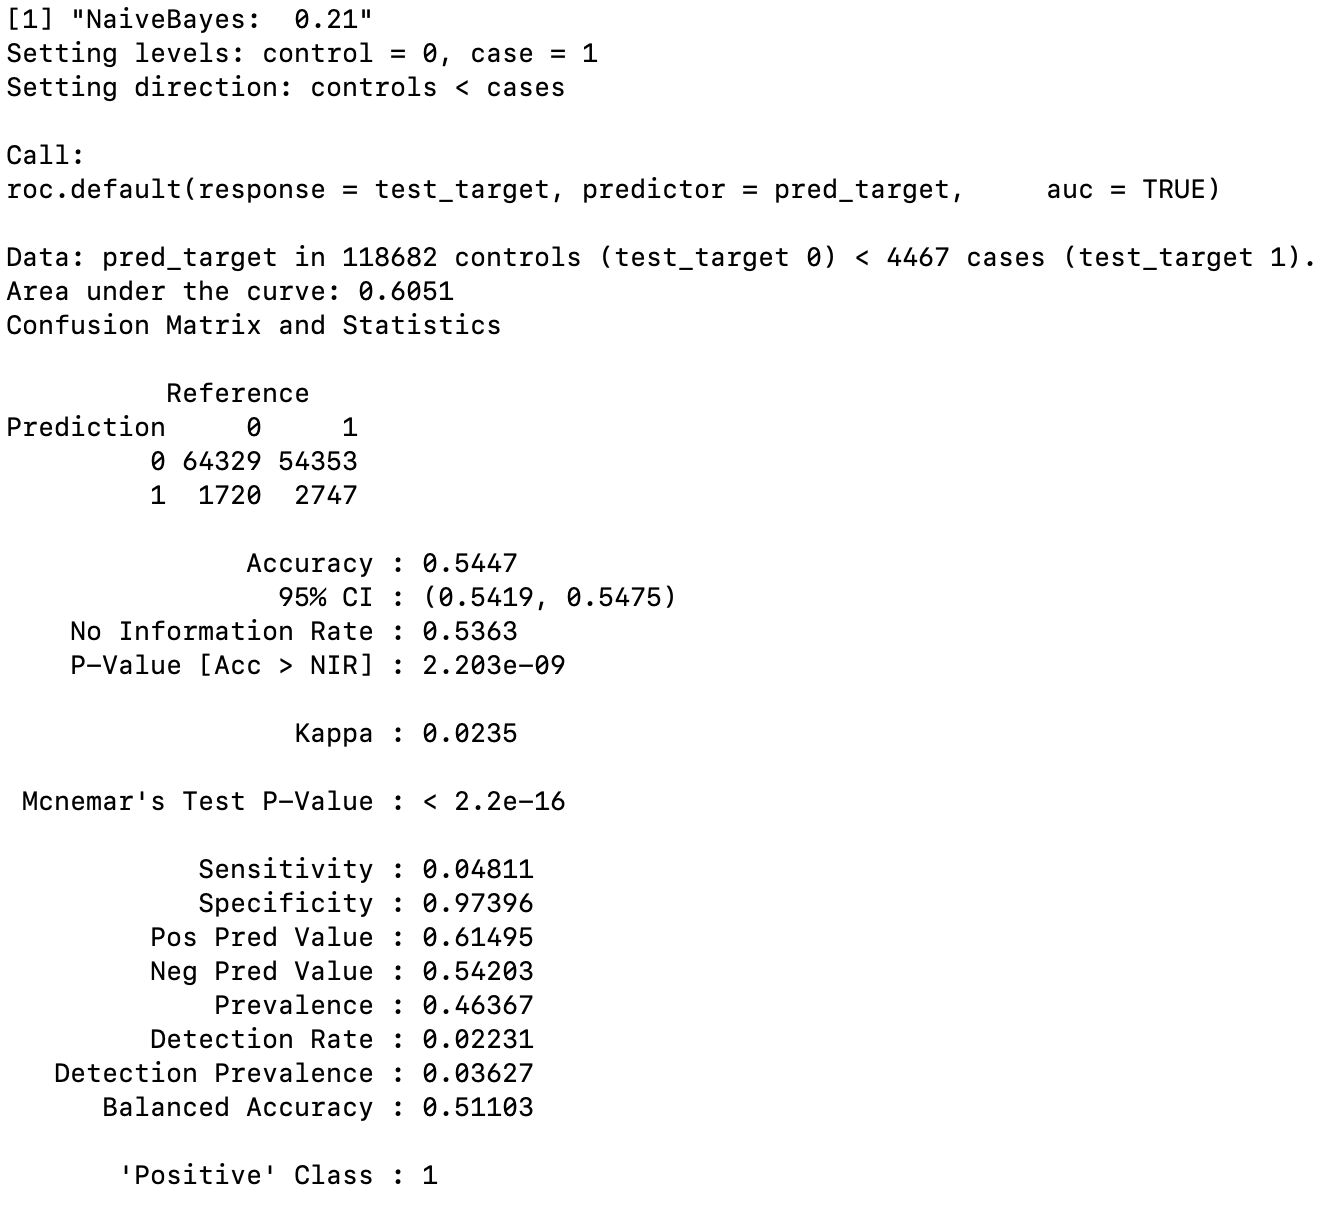 [1] "NaiveBayes:  0.21"
Setting levels: control = 0, case = 1
Setting direction: controls < cases
Call:
roc.default(response = test_target, predictor = pred_target,     auc = TRUE)
Data: pred_target in 118682 controls (test_target 0) < 4467 cases (test_target 1).
Area under the curve: 0.6051
Confusion Matrix and Statistics
          Reference
Prediction     0     1
         0 64329 54353
         1  1720  2747
               Accuracy : 0.5447
                 95% CI : (0.5419, 0.5475)
    No Information Rate : 0.5363
    P-Value [Acc > NIR] : 2.203e-09
                  Kappa : 0.0235
 Mcnemar's Test P-Value : < 2.2e-16
            Sensitivity : 0.04811
            Specificity : 0.97396
         Pos Pred Value : 0.61495
         Neg Pred Value : 0.54203
             Prevalence : 0.46367
         Detection Rate : 0.02231
   Detection Prevalence : 0.03627
      Balanced Accuracy : 0.51103
       'Positive' Class : 1